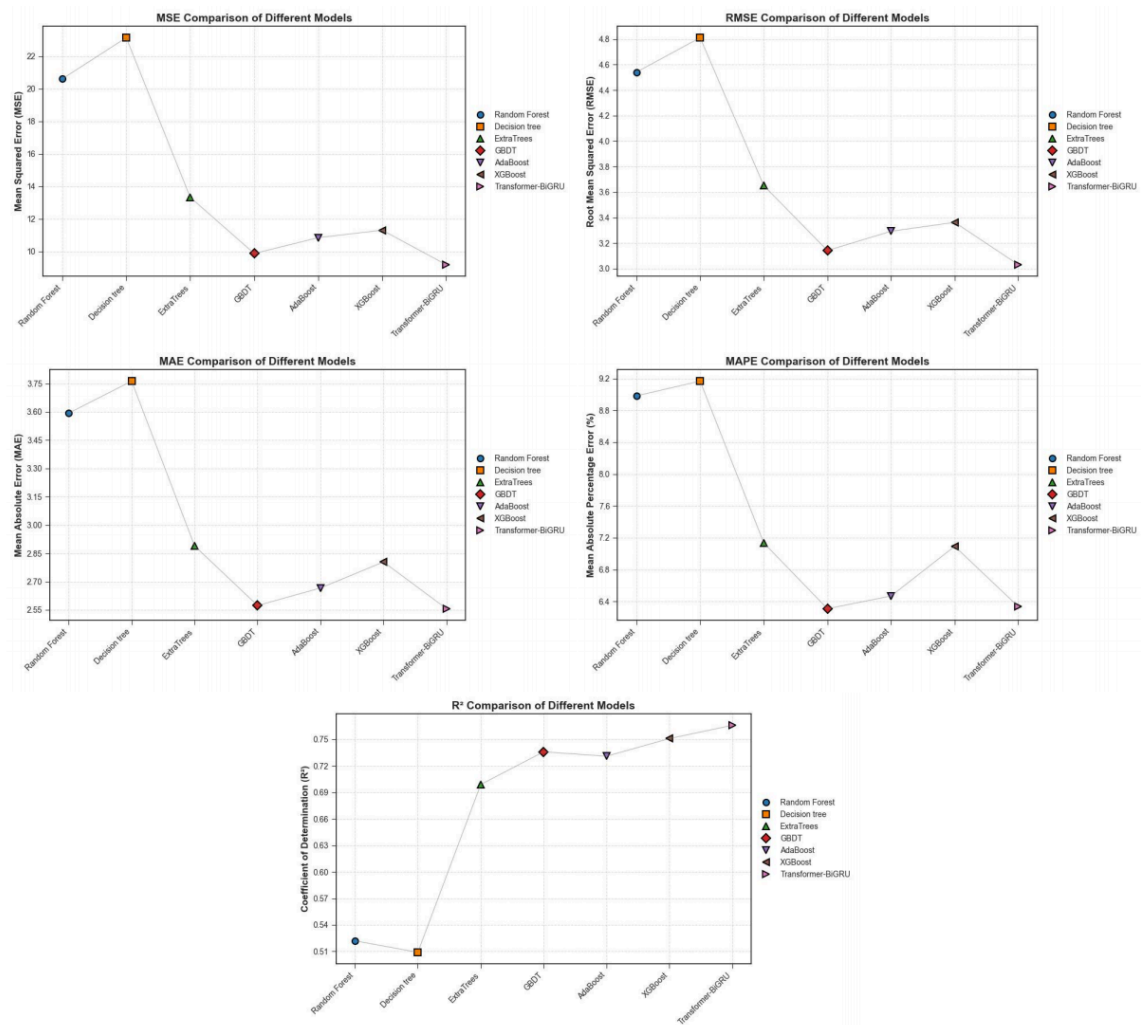 MSE Comparison of Different Models
Mean Squared Error (MSE)
22
20
18
16
14
12
10
Random Forest
Decision tree
ExtraTrees
GBDT
AdaBoost
XGBoost
Transformer-BiGRU
Random Forest
Decision tree
ExtraTrees
GBDT
AdaBoost
XGBoost
Transformer-BiGRU
RMSE Comparison of Different Models
Root Mean Squared Error (RMSE)
4.8
4.6
4.4
4.2
4.0
3.8
3.6
3.4
3.2
3.0
Random Forest
Decision tree
ExtraTrees
GBDT
AdaBoost
XGBoost
Transformer-BiGRU
Random Forest
Decision tree
ExtraTrees
GBDT
AdaBoost
XGBoost
Transformer-BiGRU
MAE Comparison of Different Models
Mean Absolute Error (MAE)
3.75
3.60
3.45
3.30
3.15
3.00
2.85
2.70
2.55
Random Forest
Decision tree
ExtraTrees
GBDT
AdaBoost
XGBoost
Transformer-BiGRU
Random Forest
Decision tree
ExtraTrees
GBDT
AdaBoost
XGBoost
Transformer-BiGRU
MAPE Comparison of Different Models
Mean Absolute Percentage Error (%)
9.2
8.8
8.4
8.0
7.6
7.2
6.8
6.4
Random Forest
Decision tree
ExtraTrees
GBDT
AdaBoost
XGBoost
Transformer-BiGRU
Random Forest
Decision tree
ExtraTrees
GBDT
AdaBoost
XGBoost
Transformer-BiGRU
R² Comparison of Different Models
Coefficient of Determination (R²)
0.75
0.72
0.69
0.66
0.63
0.60
0.57
0.54
0.51
Random Forest
Decision tree
ExtraTrees
GBDT
AdaBoost
XGBoost
Transformer-BiGRU
Random Forest
Decision tree
ExtraTrees
GBDT
AdaBoost
XGBoost
Transformer-BiGRU